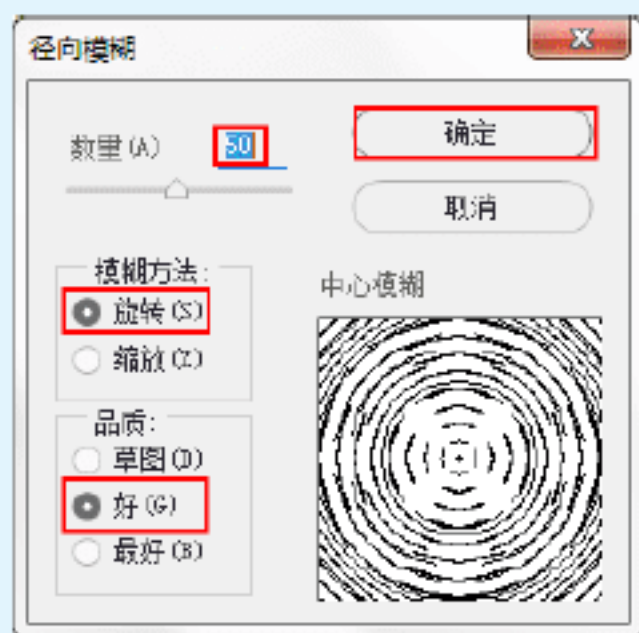 径向模糊
数量(A) 50
确定
取消
模糊方法:
旋转(S)
缩放(Z)
中心模糊
品质:
草图(D)
好(G)
最好(B)